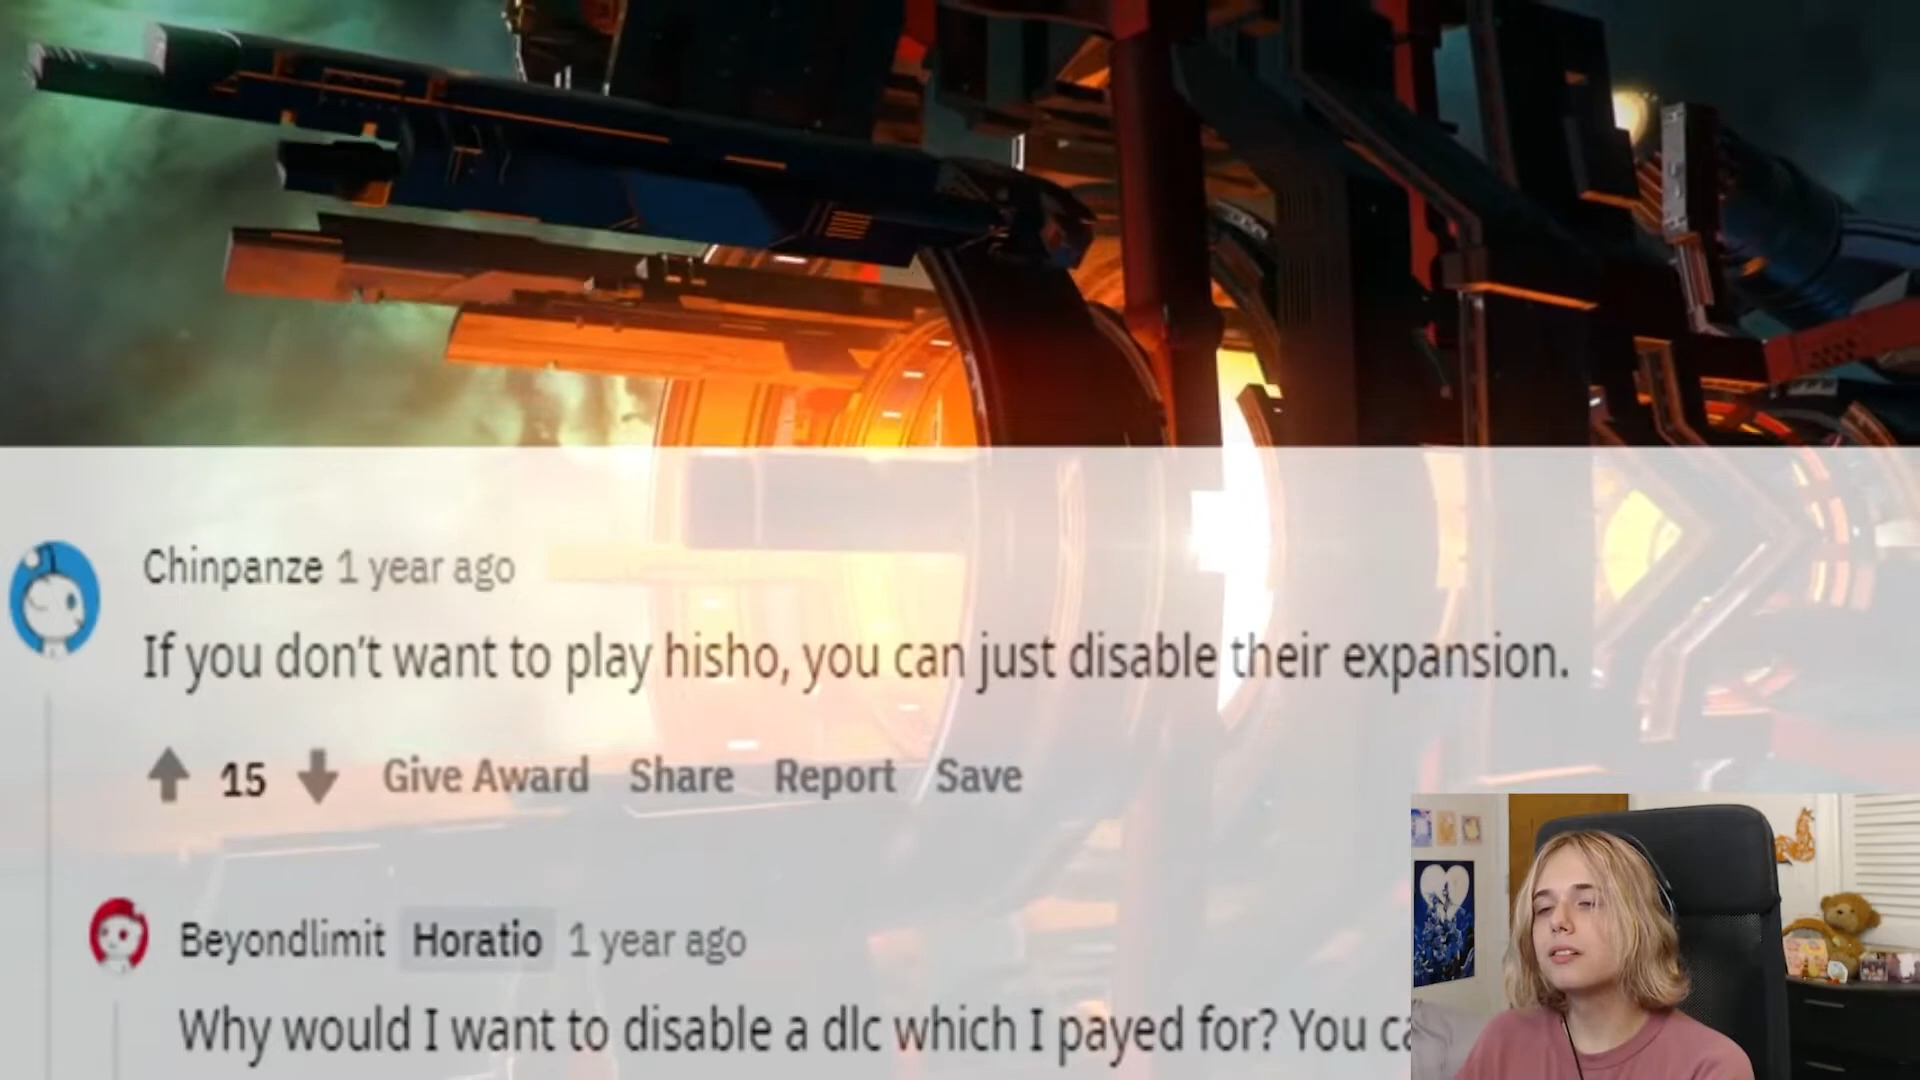 Chinpanze 1 year ago
If you don't want to play hisho, you can just disable their expansion.
15 Give Award Share Report Save
Beyondlimit Horatio 1 year ago
Why would I want to disable a dlc which I payed for? You